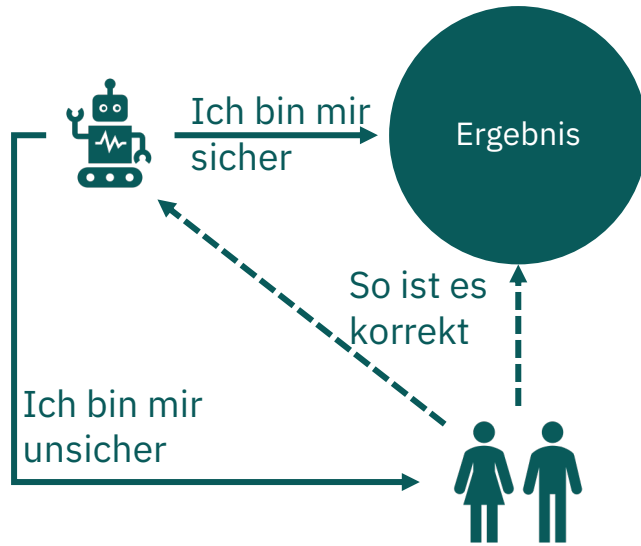 Ich bin mir
sicher
Ergebnis
So ist es
korrekt
Ich bin mir
unsicher